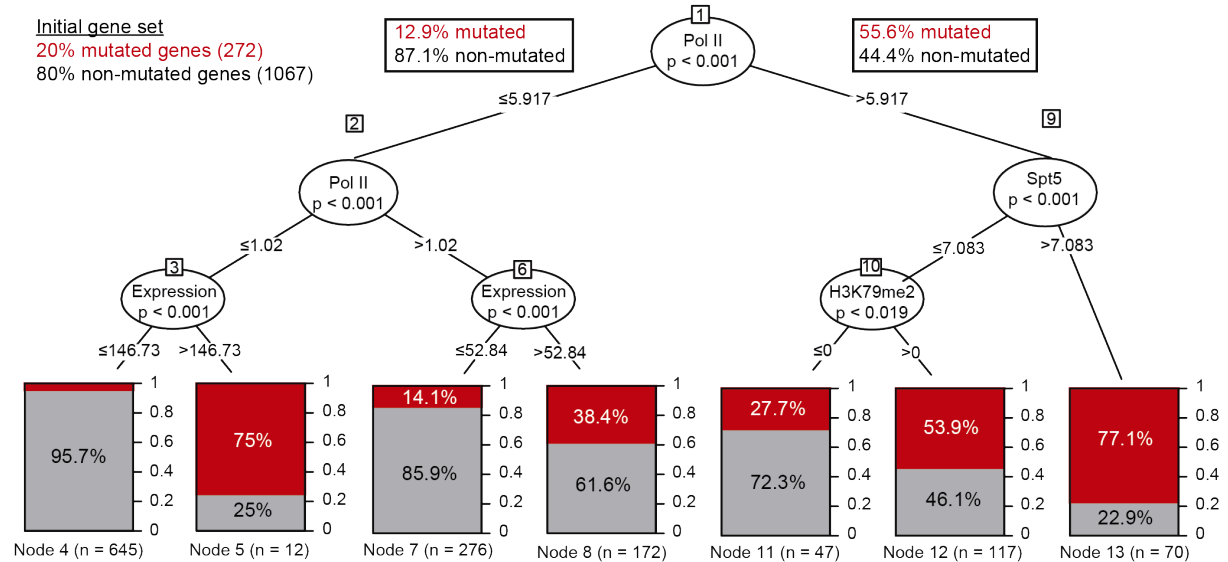 Initial gene set
20% mutated genes (272)
80% non-mutated genes (1067)
12.9% mutated
87.1% non-mutated
1
Pol II
p < 0.001
55.6% mutated
44.4% non-mutated
≤5.917
>5.917
2
Pol II
p < 0.001
9
Spt5
p < 0.001
≤1.02
>1.02
≤7.083
>7.083
3
Expression
p < 0.001
6
Expression
p < 0.001
10
H3K79me2
p < 0.019
≤146.73
>146.73
≤52.84
>52.84
≤0
>0
95.7%
1
0.8
0.6
0.4
0.2
0
Node 4 (n = 645)
75%
25%
1
0.8
0.6
0.4
0.2
0
Node 5 (n = 12)
14.1%
85.9%
1
0.8
0.6
0.4
0.2
0
Node 7 (n = 276)
38.4%
61.6%
1
0.8
0.6
0.4
0.2
0
Node 8 (n = 172)
27.7%
72.3%
1
0.8
0.6
0.4
0.2
0
Node 11 (n = 47)
53.9%
46.1%
1
0.8
0.6
0.4
0.2
0
Node 12 (n = 117)
77.1%
22.9%
1
0.8
0.6
0.4
0.2
0
Node 13 (n = 70)